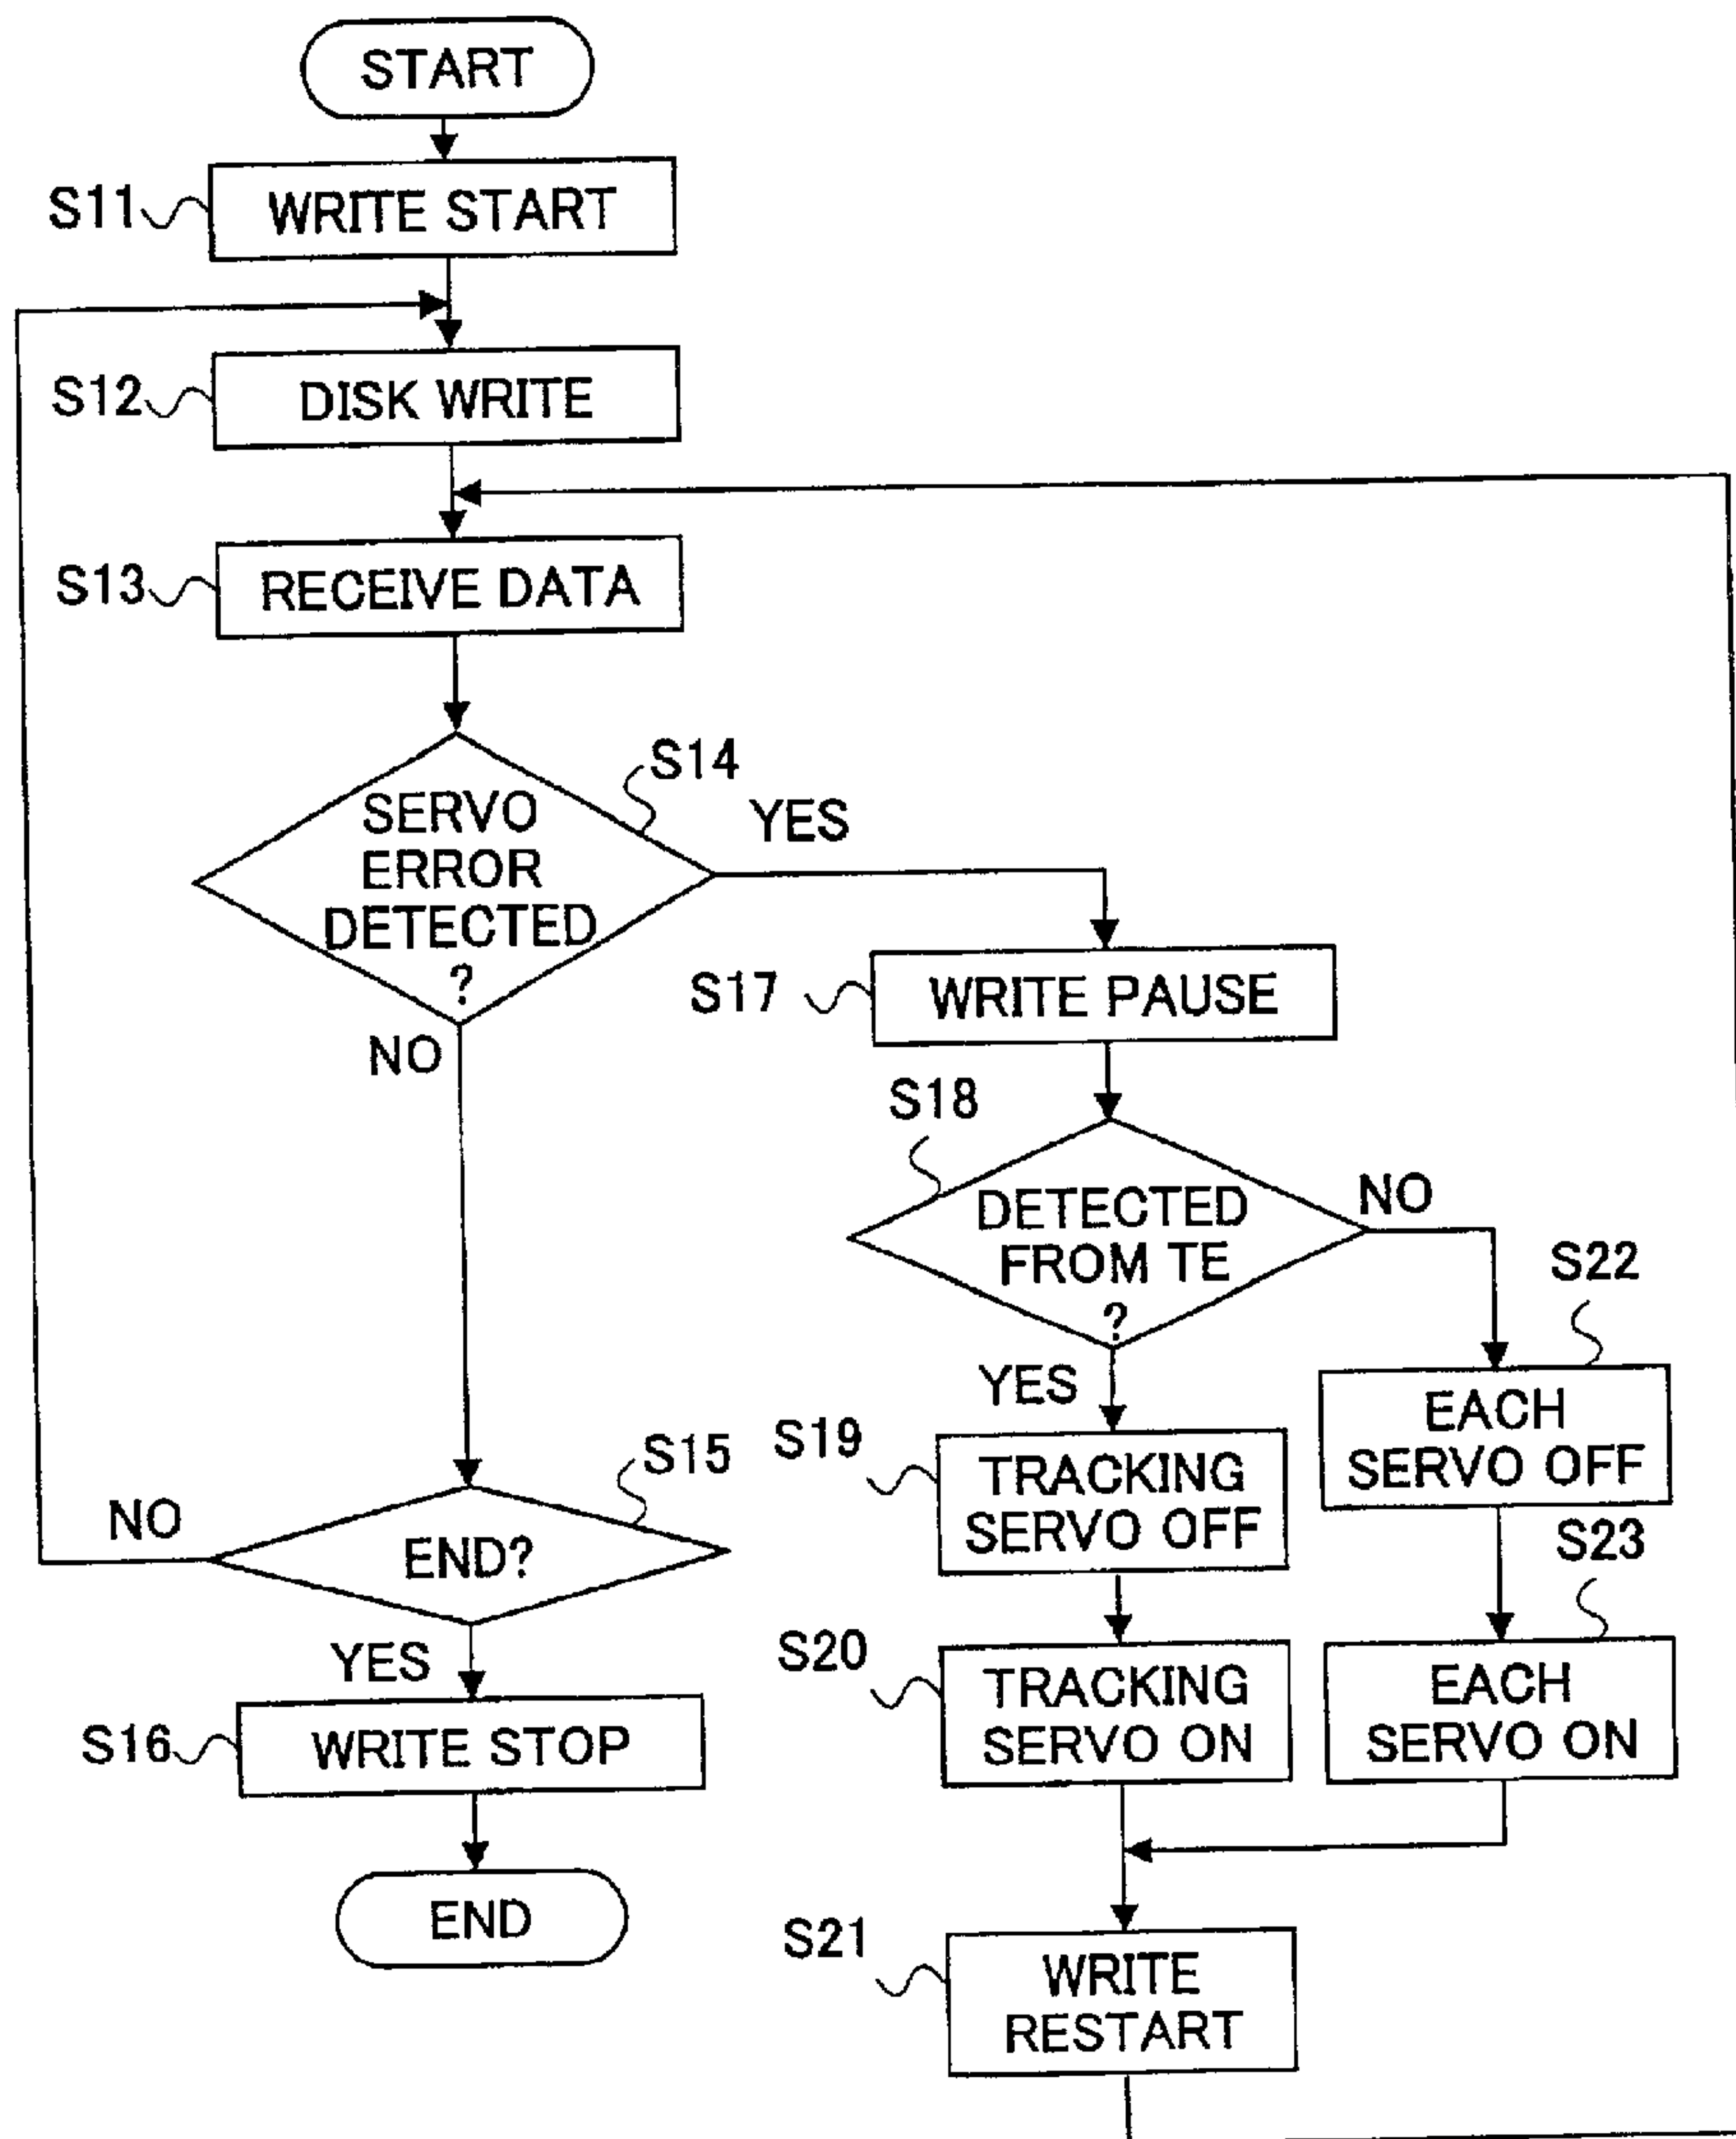 START
S11
WRITE START
S12
DISK WRITE
S13
RECEIVE DATA
S14
SERVO
ERROR
DETECTED
?
YES
NO
S17
WRITE PAUSE
S18
DETECTED
FROM TE
?
NO
YES
S22
EACH
SERVO OFF
S19
TRACKING
SERVO OFF
S23
EACH
SERVO ON
S20
TRACKING
SERVO ON
S21
WRITE
RESTART
S15
END?
NO
YES
S16
WRITE STOP
END